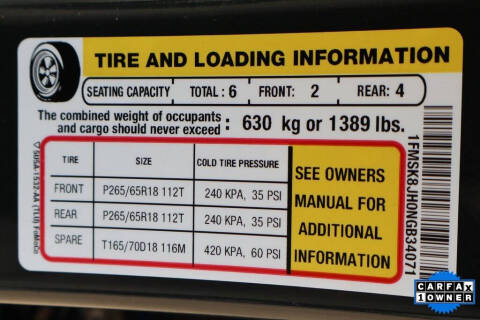 TIRE AND LOADING INFORMATION
SEATING CAPACITY TOTAL : 6 FRONT: 2 REAR: 4
The combined weight of occupants
and cargo should never exceed : 630 kg or 1389 lbs.
TIRE SIZE COLD TIRE PRESSURE
FRONT P265/65R18 112T 240 KPA, 35 PSI
REAR P265/65R18 112T 240 KPA, 35 PSI
SPARE T165/70D18 116M 420 KPA, 60 PSI
SEE OWNERS
MANUAL FOR
ADDITIONAL
INFORMATION
1FMSK8JH0NGB34071
CARFAX
1 OWNER